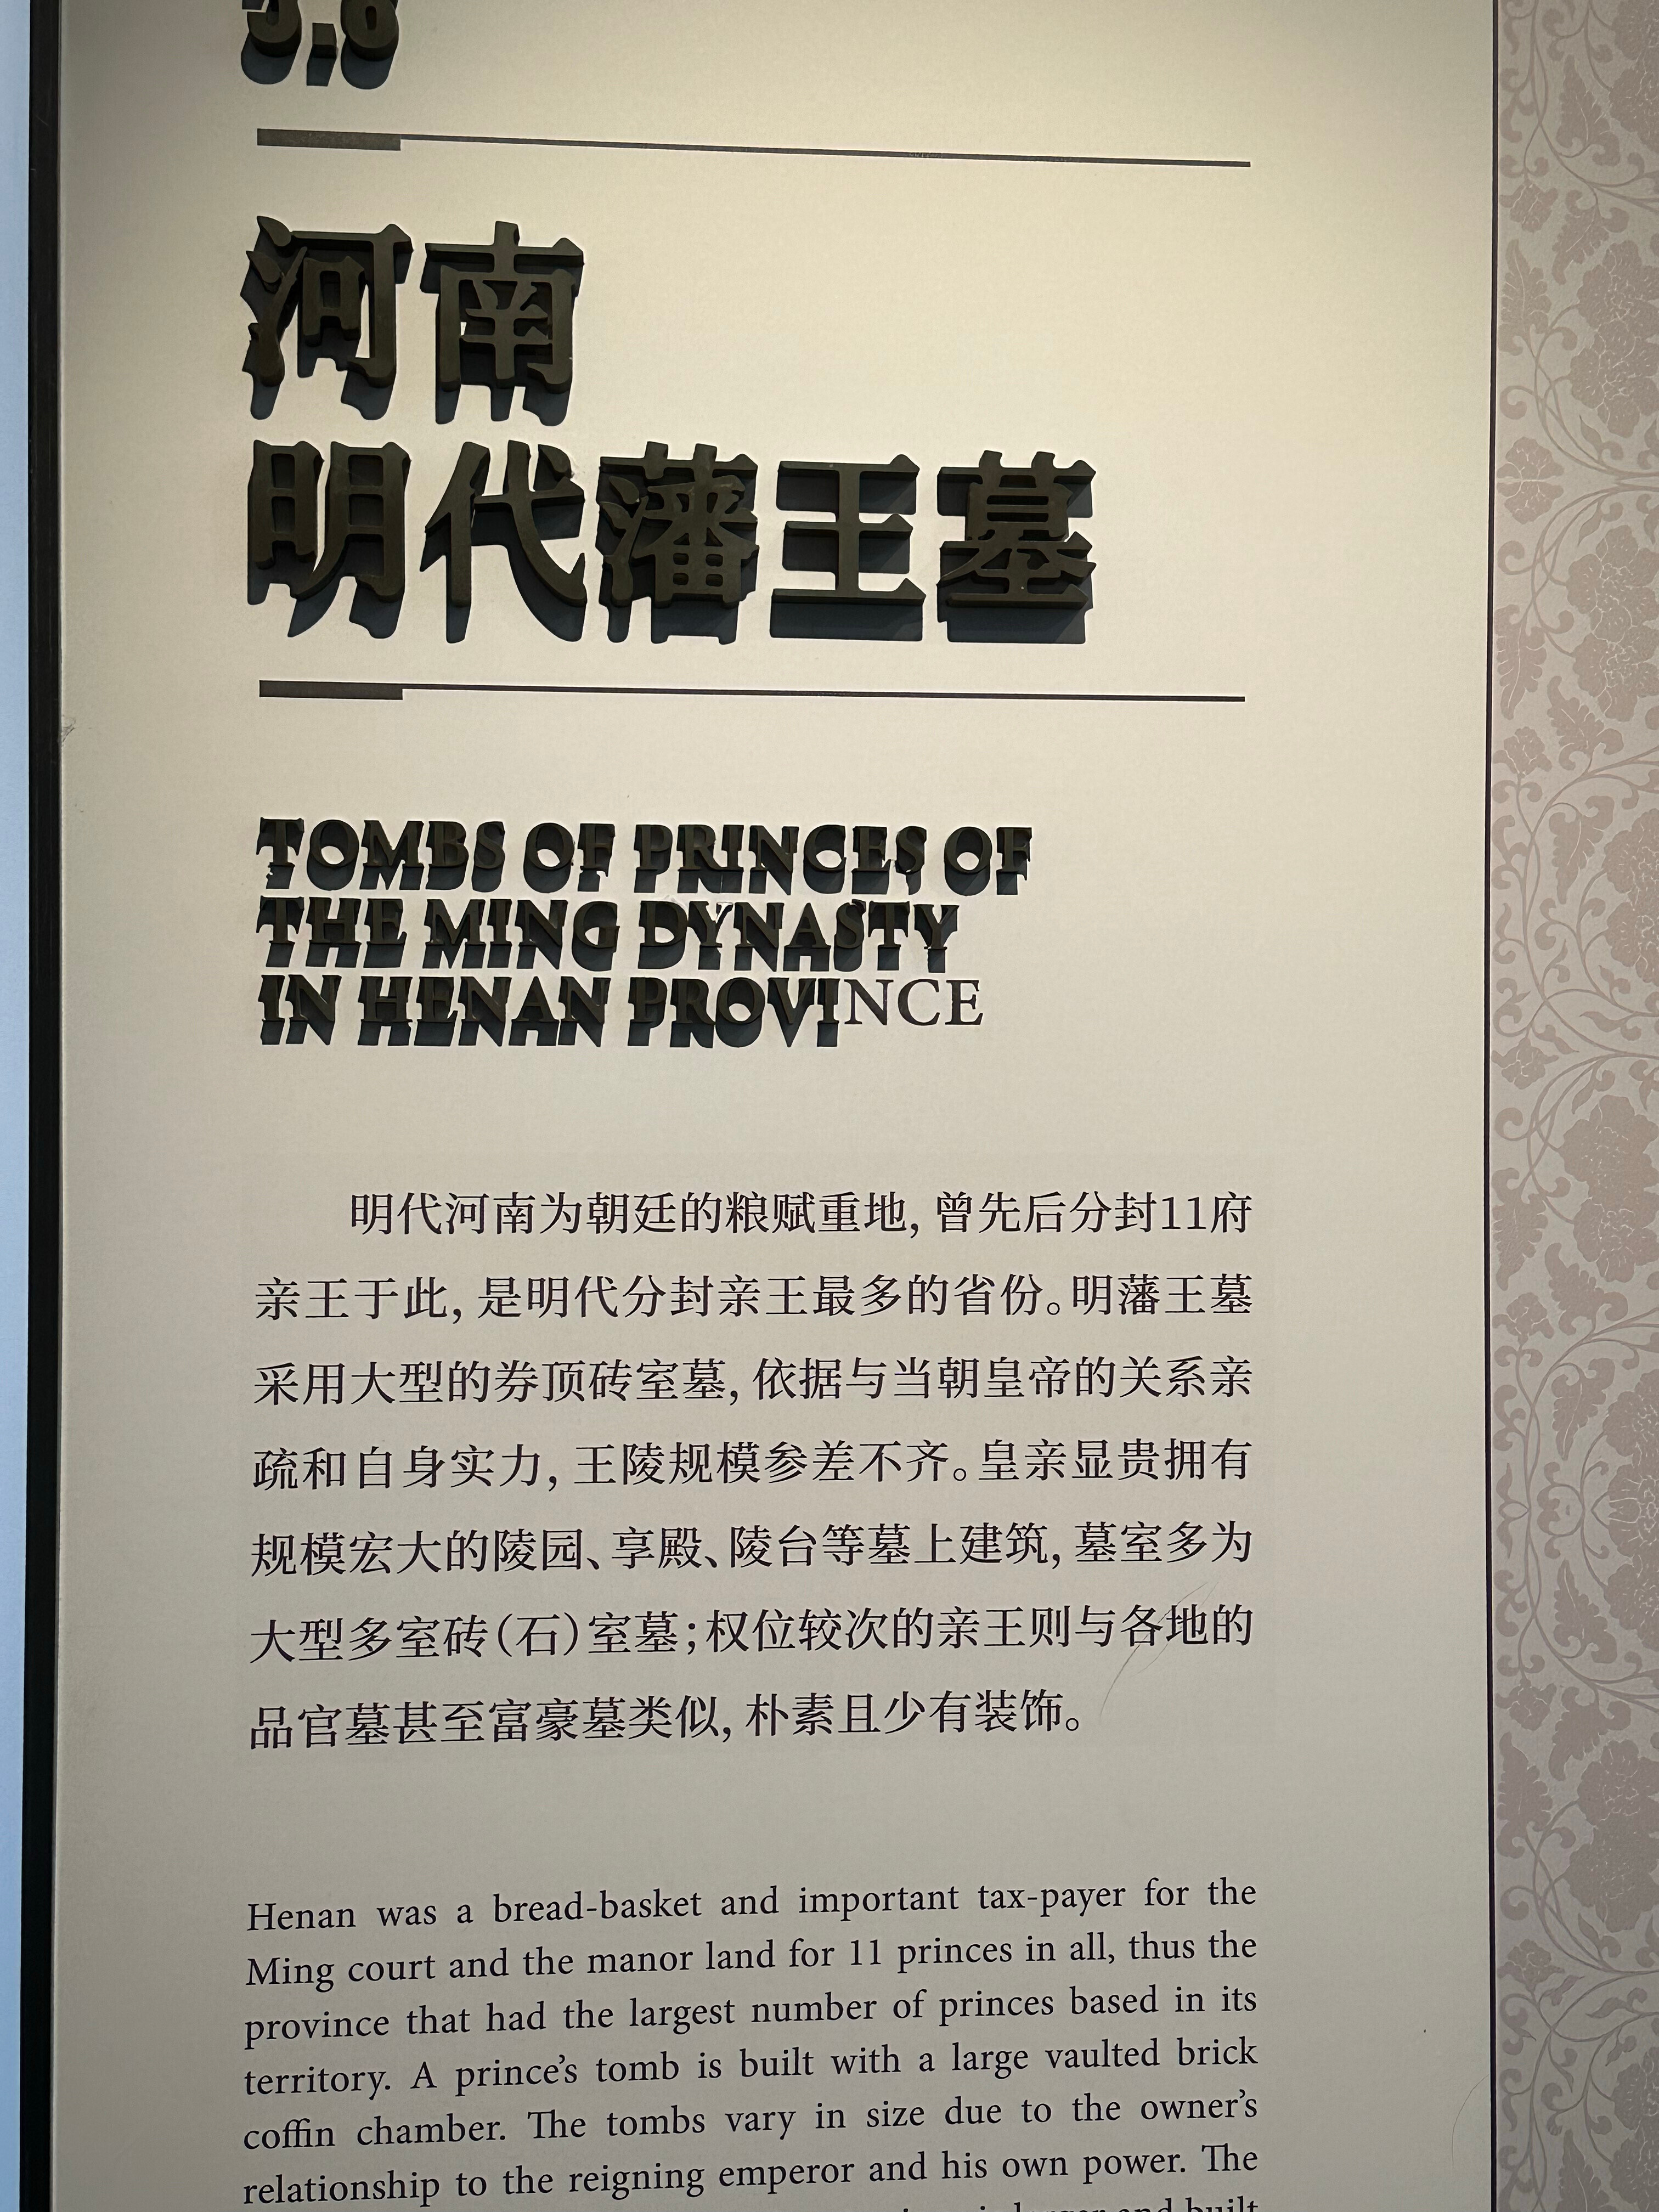 河南
明代藩王墓
TOMBS OF PRINCES OF
THE MING DYNASTY
IN HENAN PROVINCE
明代河南为朝廷的粮赋重地，曾先后分封11府
亲王于此，是明代分封亲王最多的省份。明藩王墓
采用大型的券顶砖室墓，依据与当朝皇帝的关系亲
疏和自身实力，王陵规模参差不齐。皇亲显贵拥有
规模宏大的陵园、享殿、陵台等墓上建筑，墓室多为
大型多室砖（石）室墓；权位较次的亲王则与各地的
品官墓甚至富豪墓类似，朴素且少有装饰。
Henan was a bread-basket and important tax-payer for the
Ming court and the manor land for 11 princes in all, thus the
province that had the largest number of princes based in its
territory. A prince’s tomb is built with a large vaulted brick
coffin chamber. The tombs vary in size due to the owner’s
relationship to the reigning emperor and his own power. The